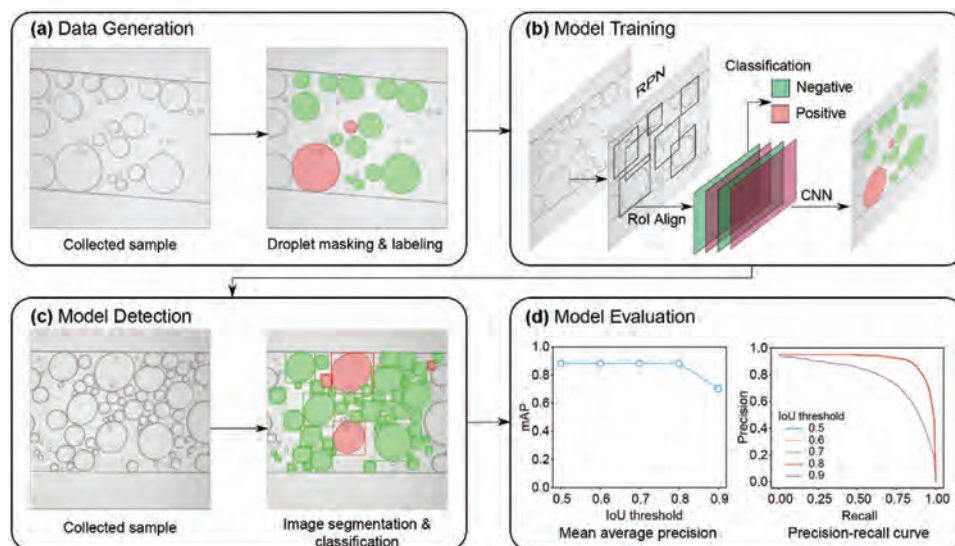 (a) Data Generation
Collected sample
Droplet masking & labeling
(b) Model Training
RPN
Classification
Negative
Positive
RoI Align
CNN
(c) Model Detection
Collected sample
Image segmentation &
classification
(d) Model Evaluation
mAP
1.0
0.8
0.6
0.4
0.2
0.0
0.5 0.6 0.7 0.8 0.9
IoU threshold
Mean average precision
Precision
1.0
0.8
0.6
0.4
0.2
0.0
IoU threshold
0.5
0.6
0.7
0.8
0.9
0.00 0.25 0.50 0.75 1.00
Recall
Precision-recall curve